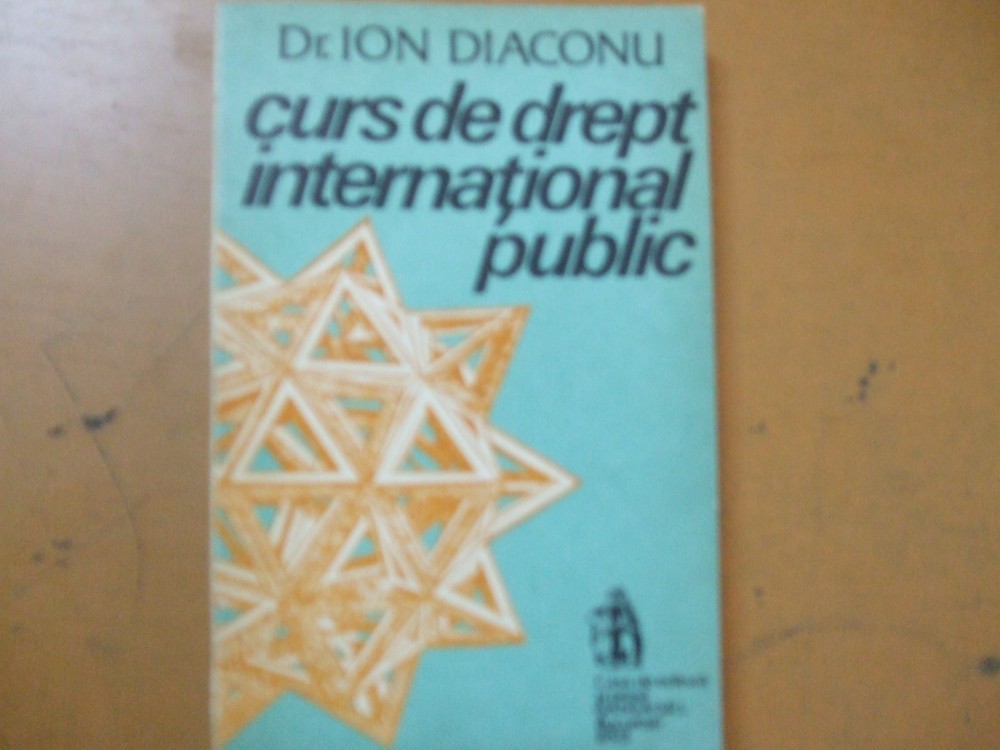 Dr. ION DIACONU
curs de drept
internațional
public